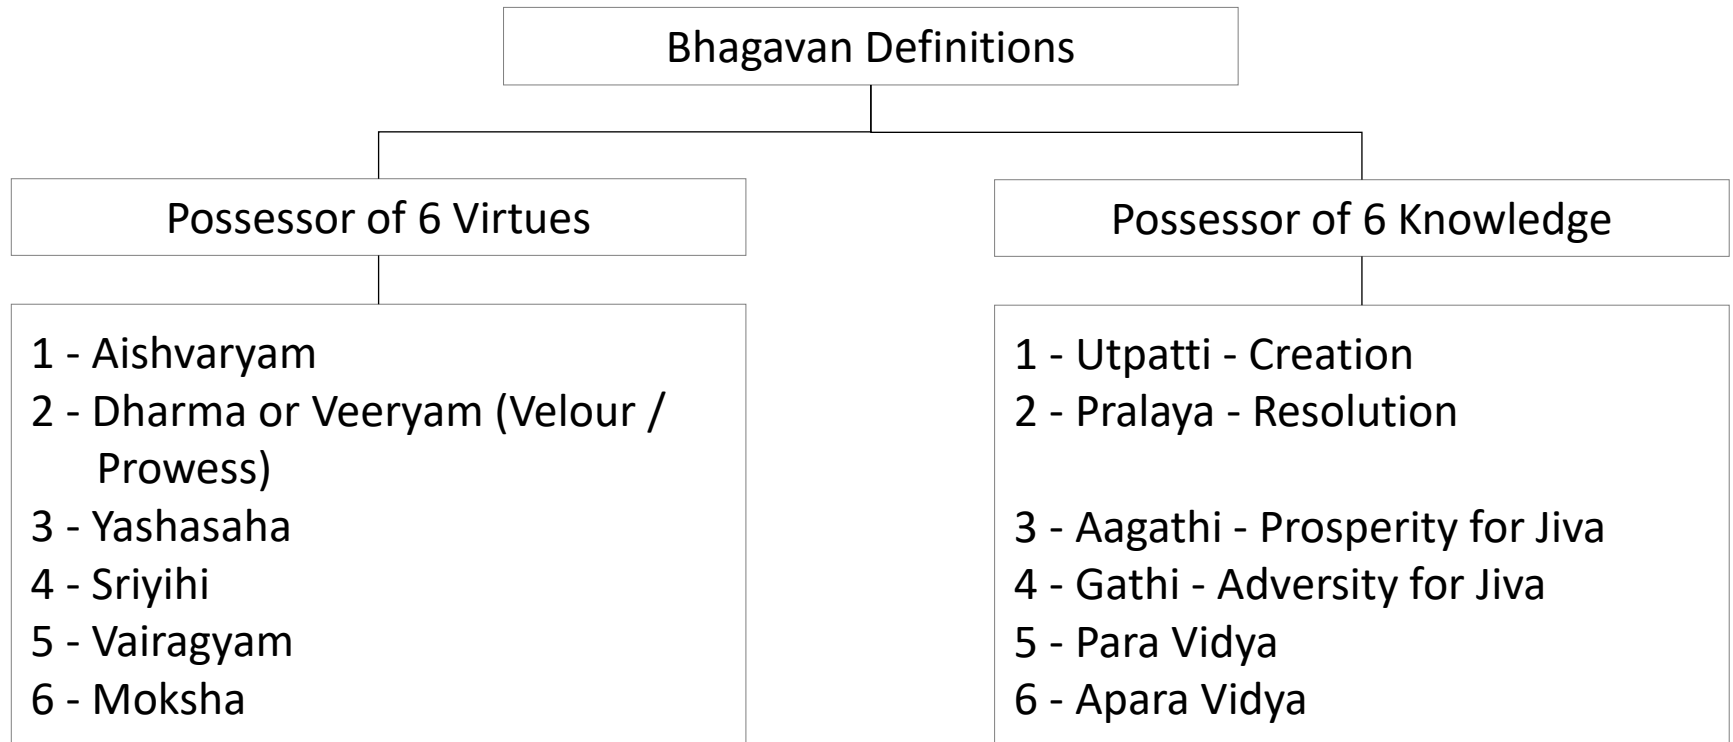 Bhagavan Definitions
Possessor of 6 Virtues
1 - Aishvaryam
2 - Dharma or Veeryam (Velour /
Prowess)
3 - Yashasaha
4 - Sriyihi
5 - Vairagyam
6 - Moksha
Possessor of 6 Knowledge
1 - Utpatti - Creation
2 - Pralaya - Resolution
3 - Aagathi - Prosperity for Jiva
4 - Gathi - Adversity for Jiva
5 - Para Vidya
6 - Apara Vidya